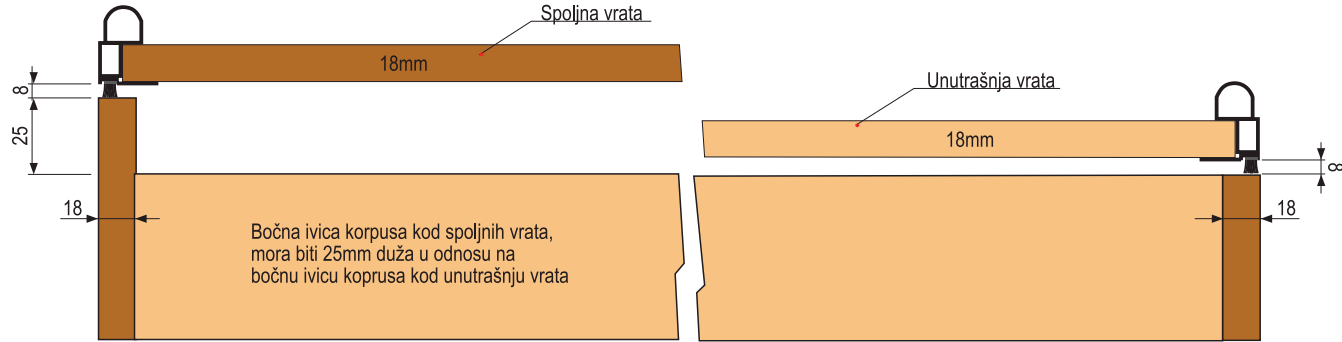 Spoljna vrata
18mm
8
25
Unutrašnja vrata
18mm
8
18
18
Bočna ivica korpusa kod spoljnih vrata,
mora biti 25mm duža u odnosu na
bočnu ivicu koprusa kod unutrašnju vrata